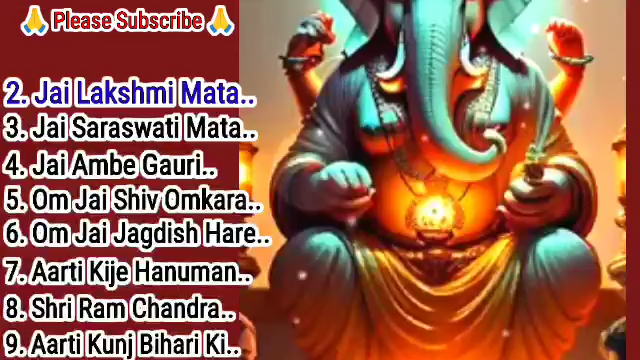 🙏 Please Subscribe 🙏
2. Jai Lakshmi Mata..
3. Jai Saraswati Mata..
4. Jai Ambe Gauri..
5. Om Jai Shiv Omkara..
6. Om Jai Jagdish Hare..
7. Aarti Kije Hanuman..
8. Shri Ram Chandra..
9. Aarti Kunj Bihari Ki..